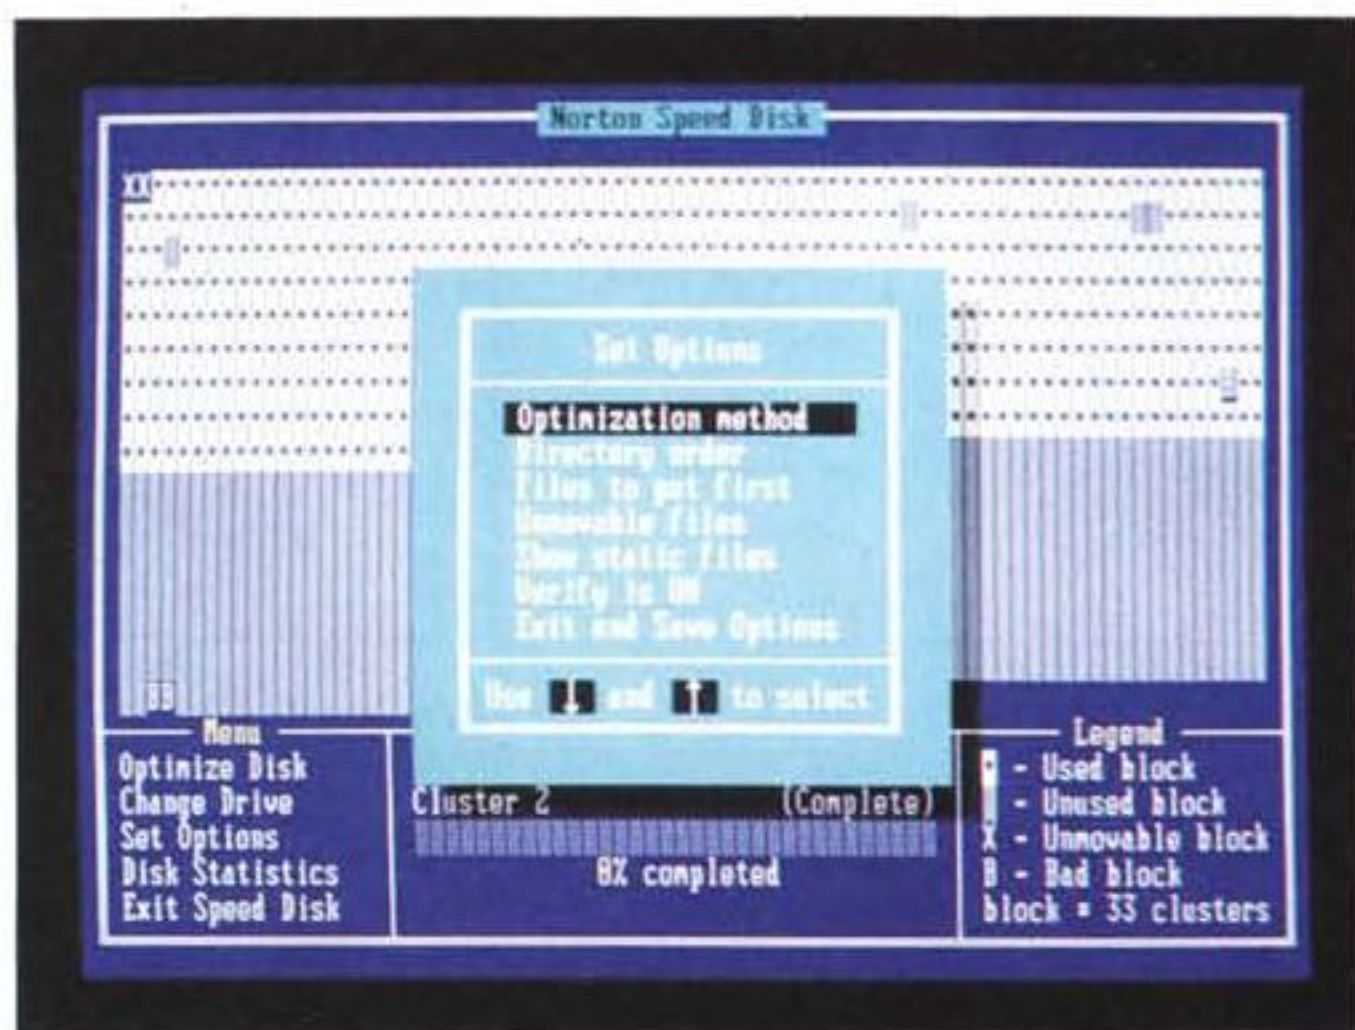 Norton Speed Disk
XX
BB
Set Options
Optimization method
Directory order
Files to put first
Unmovable files
Show static files
Verify is ON
Exit and Save Options
Use ↓ and ↑ to select
Menu
Optimize Disk
Change Drive
Set Options
Disk Statistics
Exit Speed Disk
Cluster 2 (Complete)
0% completed
Legend
• - Used block
- Unused block
X - Unmovable block
B - Bad block
block = 33 clusters